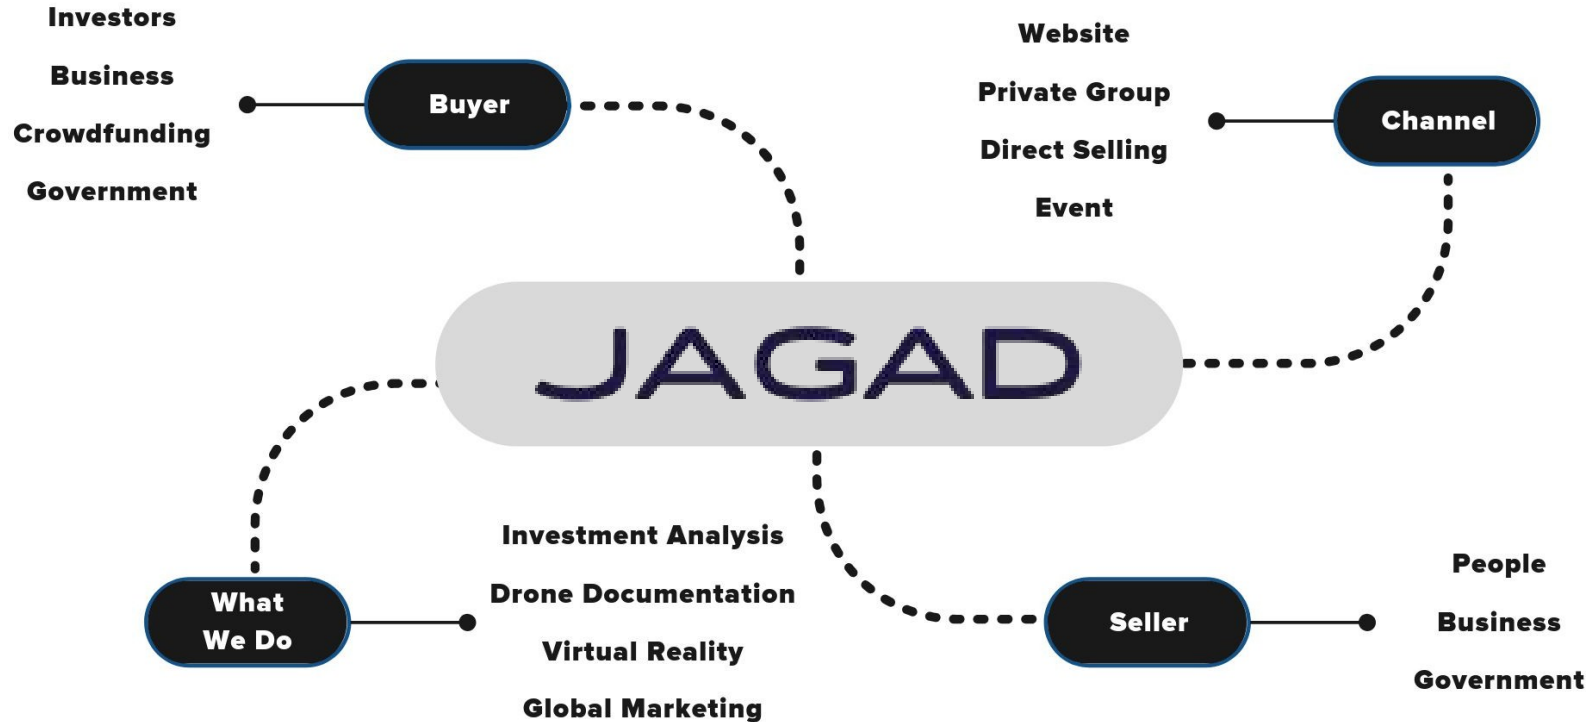 Investors
Business
Crowdfunding
Government
Buyer
Website
Private Group
Direct Selling
Event
Channel
JAGAD
What
We Do
Investment Analysis
Drone Documentation
Virtual Reality
Global Marketing
Seller
People
Business
Government